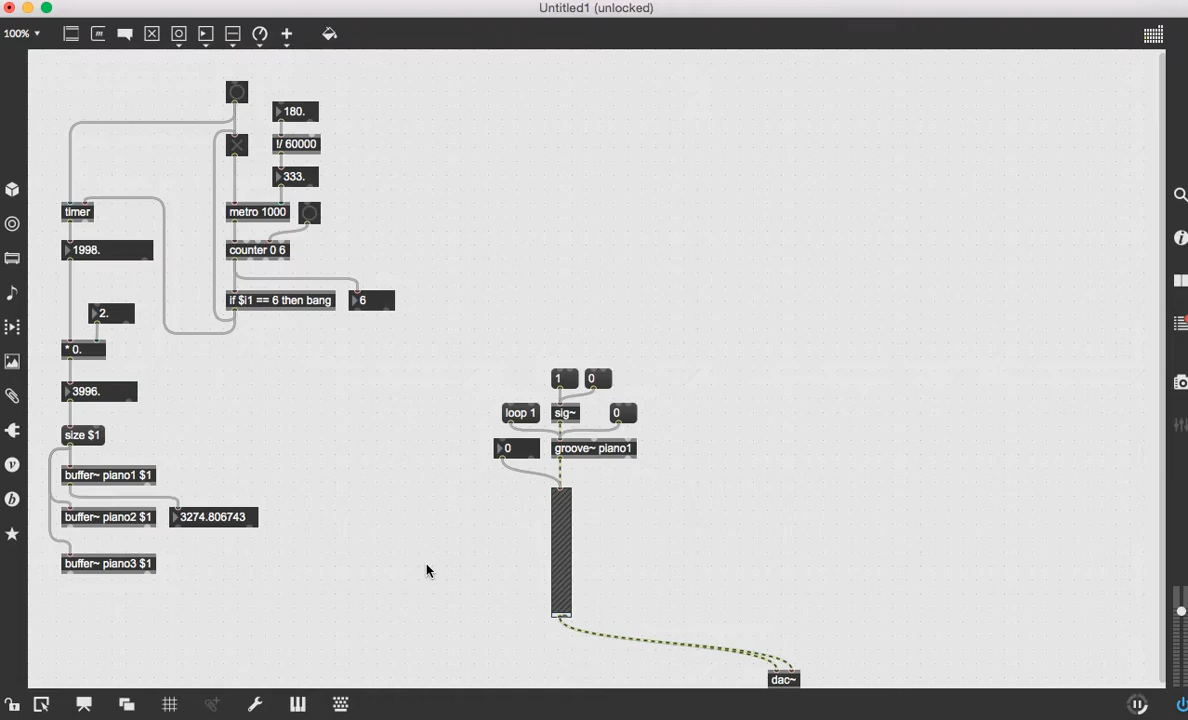 Untitled1 (unlocked)
100%
180.
!/ 60000
333.
timer
metro 1000
1998.
counter 0 6
if $i1 == 6 then bang
6
2.
* 0.
3996.
1
0
loop 1
sig~
0
size $1
0
groove~ piano1
buffer~ piano1 $1
buffer~ piano2 $1
3274.806743
buffer~ piano3 $1
dac~